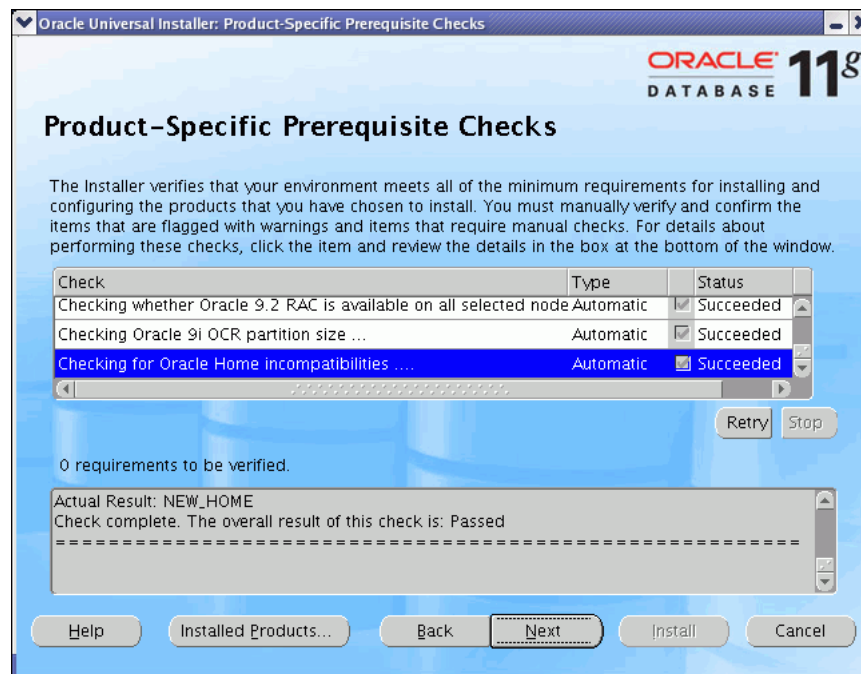 Oracle Universal Installer: Product-Specific Prerequisite Checks
ORACLE
DATABASE
11g
Product-Specific Prerequisite Checks
The Installer verifies that your environment meets all of the minimum requirements for installing and
configuring the products that you have chosen to install. You must manually verify and confirm the
items that are flagged with warnings and items that require manual checks. For details about
performing these checks, click the item and review the details in the box at the bottom of the window.
Check Type Status
Checking whether Oracle 9.2 RAC is available on all selected node Automatic Succeeded
Checking Oracle 9i OCR partition size ... Automatic Succeeded
Checking for Oracle Home incompatibilities .... Automatic Succeeded
Retry Stop
0 requirements to be verified.
Actual Result: NEW_HOME
Check complete. The overall result of this check is: Passed
=========================================================
Help Installed Products... Back Next Install Cancel